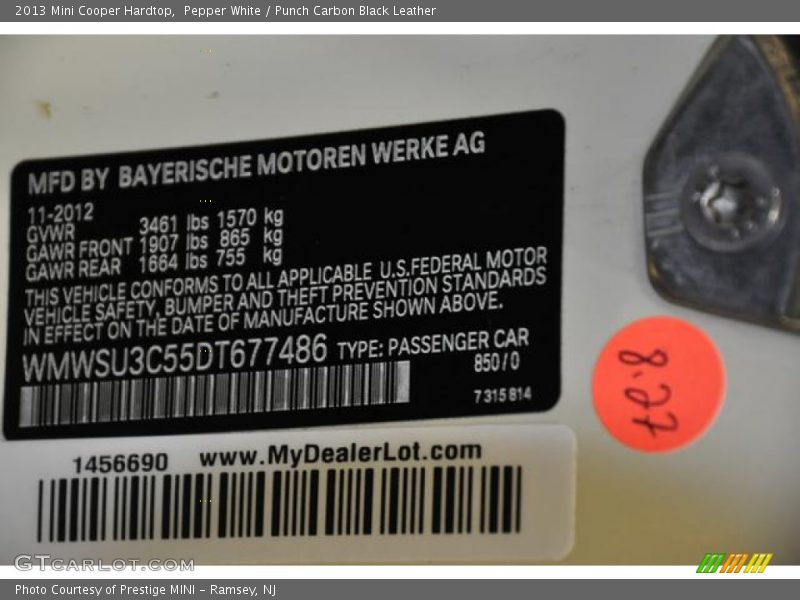 2013 Mini Cooper Hardtop,  Pepper White / Punch Carbon Black Leather
MFD BY BAYERISCHE MOTOREN WERKE AG
11-2012
GVWR 3461 lbs 1570 kg
GAWR FRONT 1907 lbs 865 kg
GAWR REAR 1664 lbs 755 kg
THIS VEHICLE CONFORMS TO ALL APPLICABLE U.S.FEDERAL MOTOR
VEHICLE SAFETY, BUMPER AND THEFT PREVENTION STANDARDS
IN EFFECT ON THE DATE OF MANUFACTURE SHOWN ABOVE.
WMWSU3C55DT677486 TYPE: PASSENGER CAR
850/0
7 315 814
1456690 www.MyDealerLot.com
GTCARLOT.COM
Photo Courtesy of Prestige MINI - Ramsey, NJ